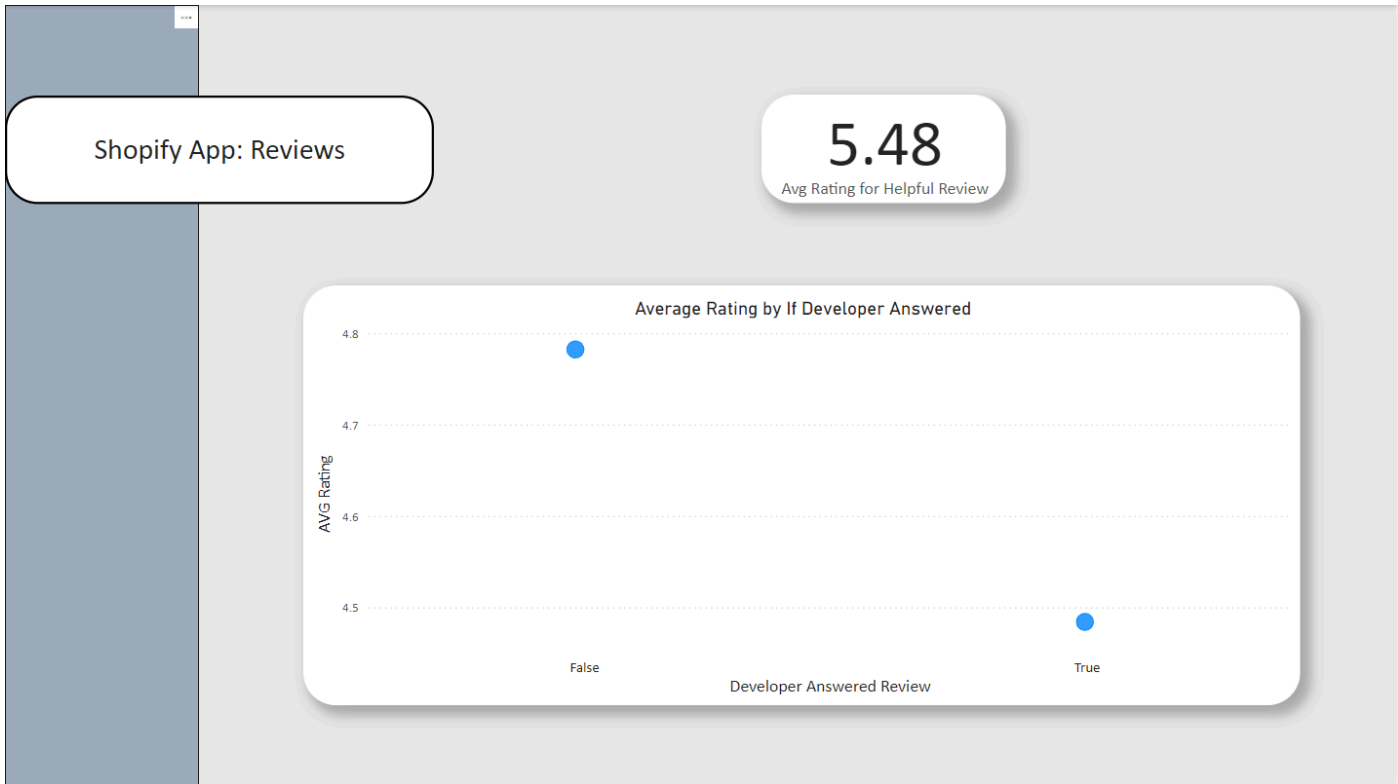 Shopify App: Reviews
5.48
Avg Rating for Helpful Review
Average Rating by If Developer Answered
4.8
4.7
4.6
4.5
AVG Rating
False
True
Developer Answered Review